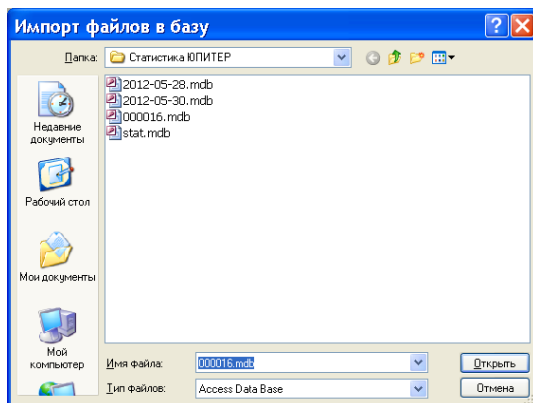 Импорт файлов в базу
Папка: Статистика ЮПИТЕР
2012-05-28.mdb
2012-05-30.mdb
000016.mdb
stat.mdb
Недавние
документы
Рабочий стол
Мои документы
Мой
компьютер
Имя файла: 000016.mdb Открыть
Тип файлов: Access Data Base Отмена